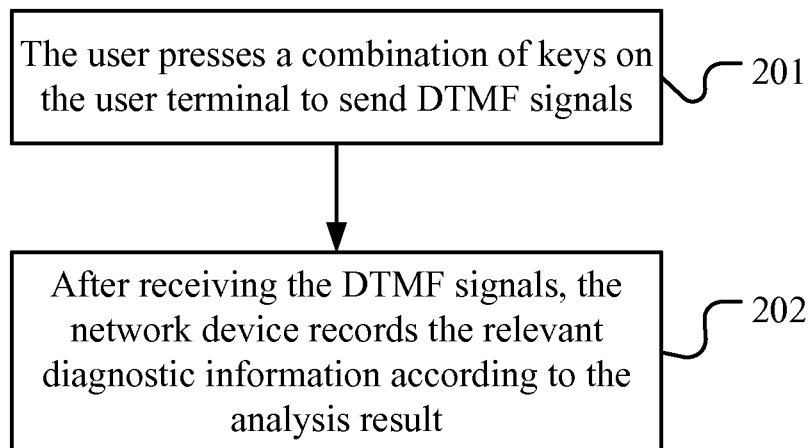 The user presses a combination of keys on
the user terminal to send DTMF signals
201
After receiving the DTMF signals, the
network device records the relevant
diagnostic information according to the
analysis result
202